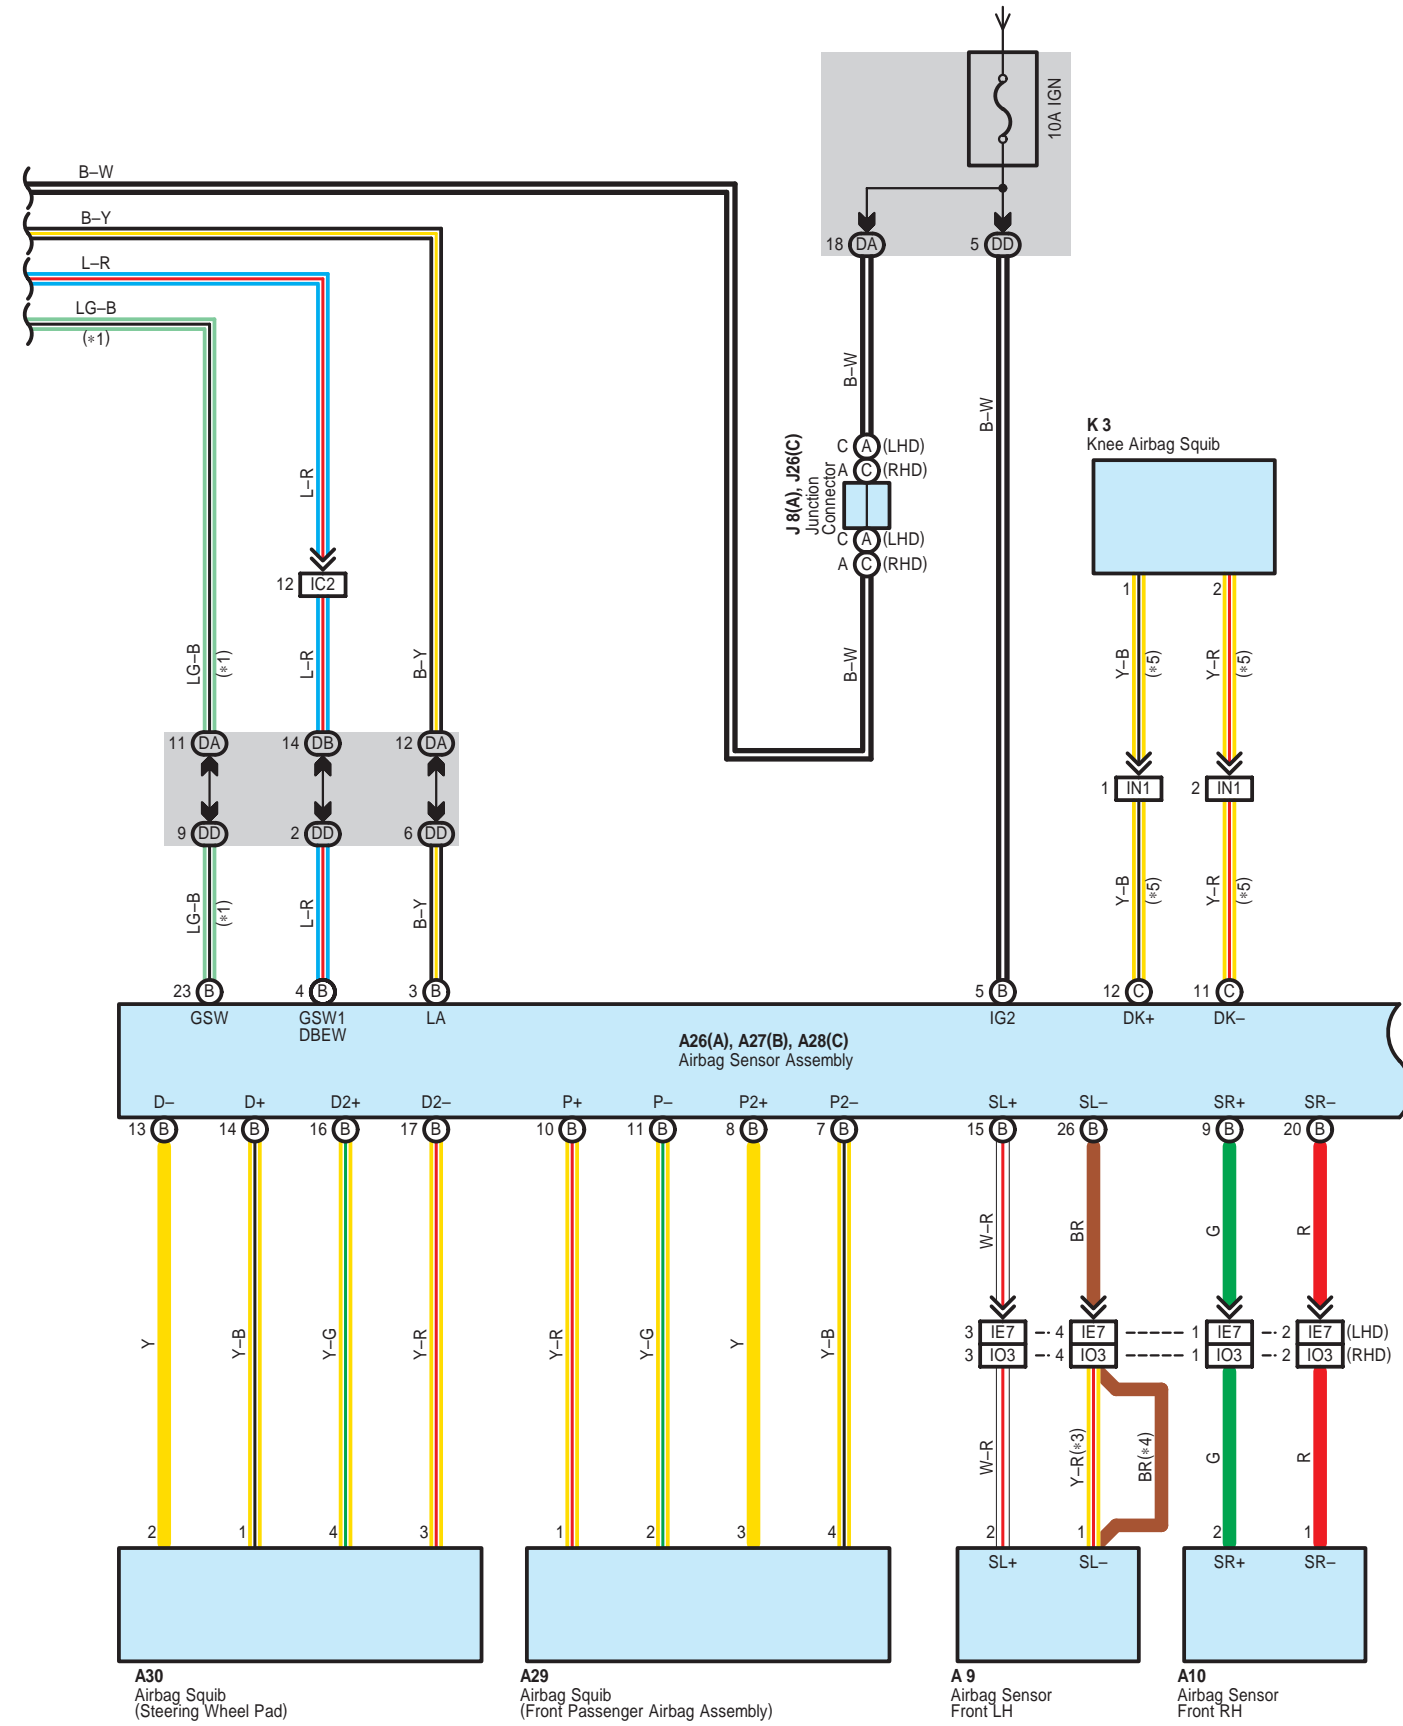 10A IGN
B–W
B–Y
L–R
LG–B
(∗1)
18 DA
5 DD
B–W
B–W
J 8(A), J26(C)
Junction
Connector
C A (LHD)
A C (RHD)
C A (LHD)
A C (RHD)
B–W
K 3
Knee Airbag Squib
1
2
L–R
12 IC2
LG–B
(∗1)
L–R
B–Y
Y–B
(∗5)
Y–R
(∗5)
11 DA
14 DB
12 DA
1 IN1
2 IN1
9 DD
2 DD
6 DD
LG–B
(∗1)
L–R
B–Y
Y–B
(∗5)
Y–R
(∗5)
23 B
4 B
3 B
5 B
12 C
11 C
GSW
GSW1
DBEW
LA
IG2
DK+
DK–
A26(A), A27(B), A28(C)
Airbag Sensor Assembly
D–
D+
D2+
D2–
P+
P–
P2+
P2–
SL+
SL–
SR+
SR–
13 B
14 B
16 B
17 B
10 B
11 B
8 B
7 B
15 B
26 B
9 B
20 B
W–R
BR
G
R
Y
Y–B
Y–G
Y–R
Y–R
Y–G
Y
Y–B
3 IE7
4 IE7
1 IE7
2 IE7 (LHD)
3 IO3
4 IO3
1 IO3
2 IO3 (RHD)
W–R
Y–R(∗3)
BR(∗4)
G
R
2
1
4
3
1
2
3
4
2
1
2
1
SL+
SL–
SR+
SR–
A30
Airbag Squib
(Steering Wheel Pad)
A29
Airbag Squib
(Front Passenger Airbag Assembly)
A 9
Airbag Sensor
Front LH
A10
Airbag Sensor
Front RH